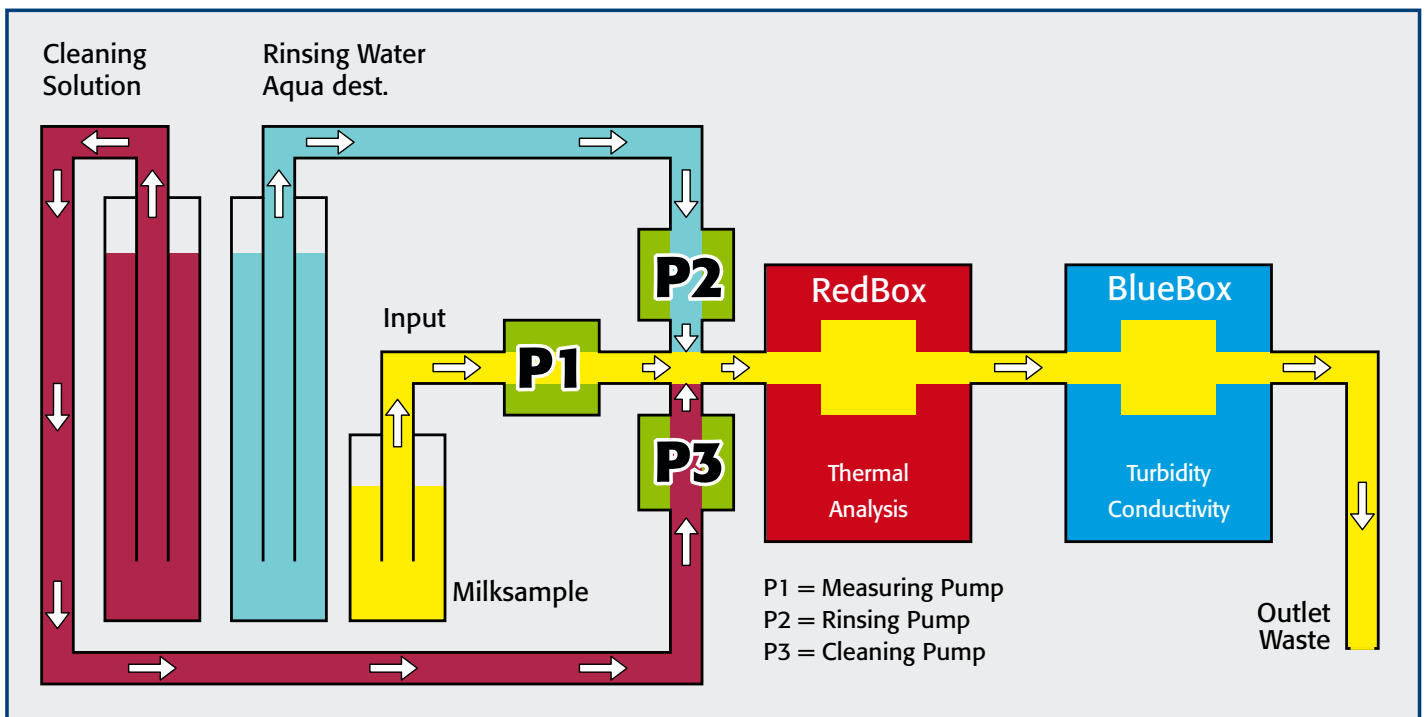 Cleaning
Solution
Rinsing Water
Aqua dest.
P2
RedBox
BlueBox
Input
P1
P3
Thermal
Analysis
Turbidity
Conductivity
Milksample
P1 = Measuring Pump
P2 = Rinsing Pump
P3 = Cleaning Pump
Outlet
Waste